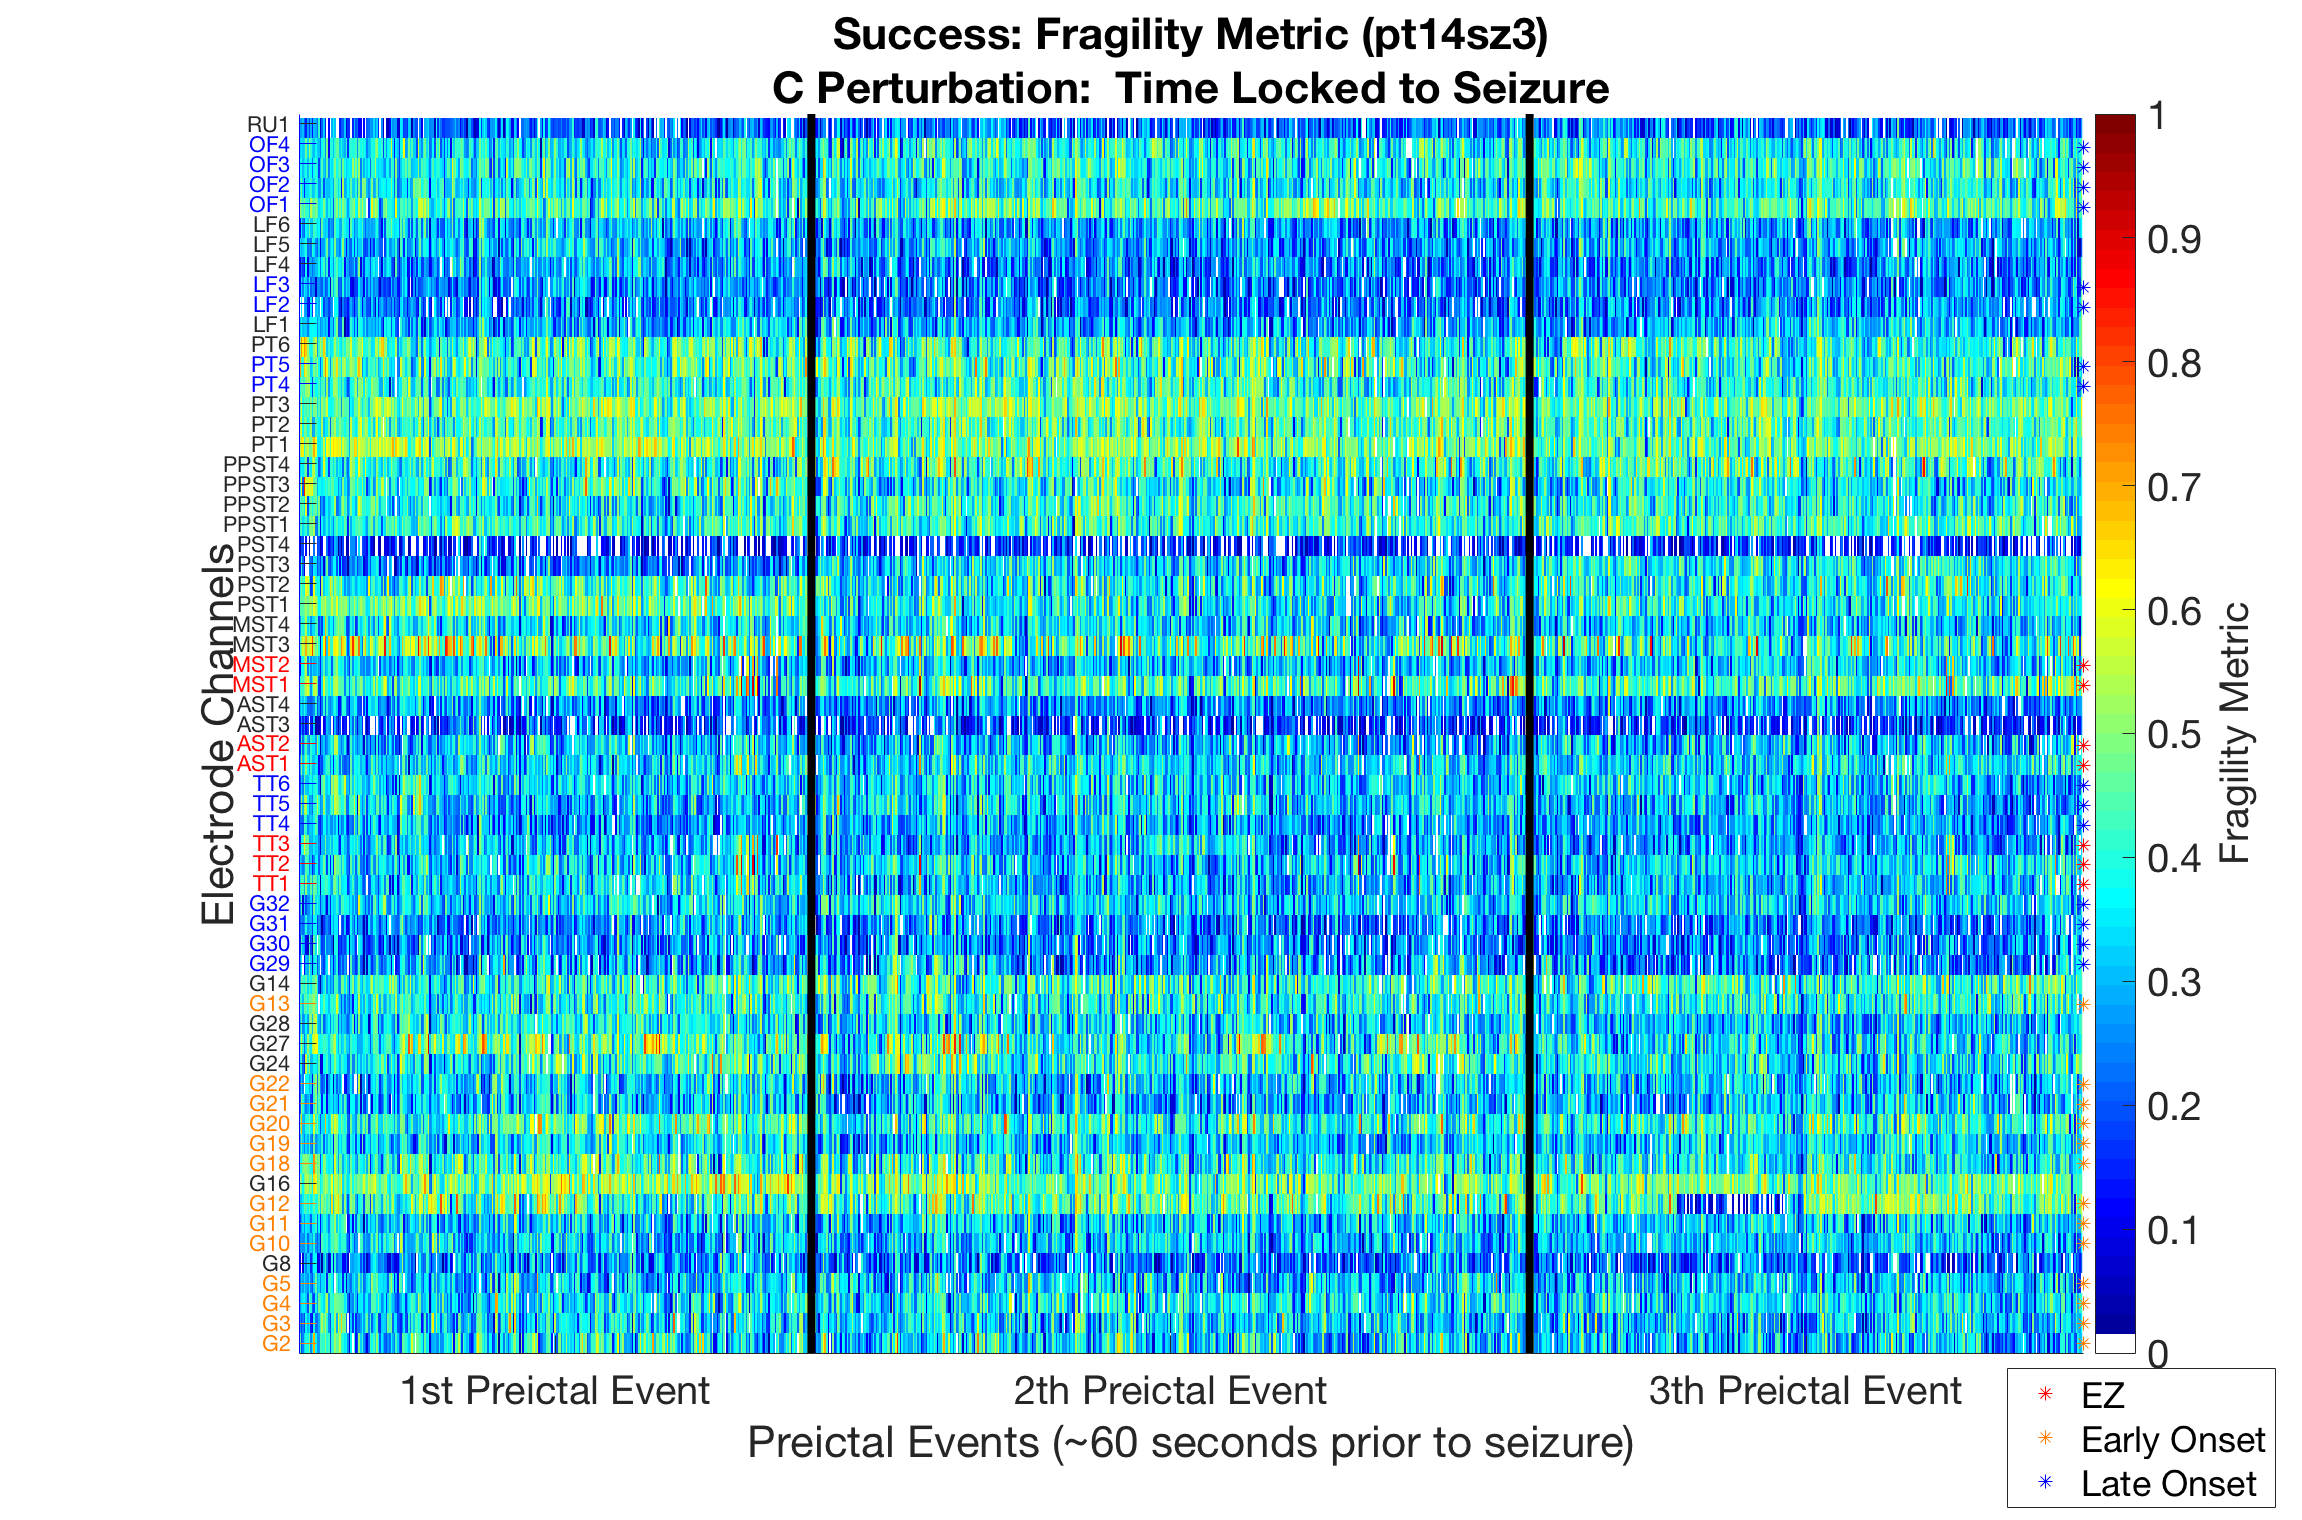 Success: Fragility Metric (pt14sz3)
C Perturbation: Time Locked to Seizure
Electrode Channels
RU1
OF4
OF3
OF2
OF1
LF6
LF5
LF4
LF3
LF2
LF1
PT6
PT5
PT4
PT3
PT2
PT1
PPST4
PPST3
PPST2
PPST1
PST4
PST3
PST2
PST1
MST4
MST3
MST2
MST1
AST4
AST3
AST2
AST1
TT6
TT5
TT4
TT3
TT2
TT1
G32
G31
G30
G29
G14
G13
G28
G27
G24
G22
G21
G20
G19
G18
G16
G12
G11
G10
G8
G5
G4
G3
G2
1st Preictal Event
2th Preictal Event
3th Preictal Event
Preictal Events (~60 seconds prior to seizure)
1
0.9
0.8
0.7
0.6
0.5
0.4
0.3
0.2
0.1
0
Fragility Metric
EZ
Early Onset
Late Onset